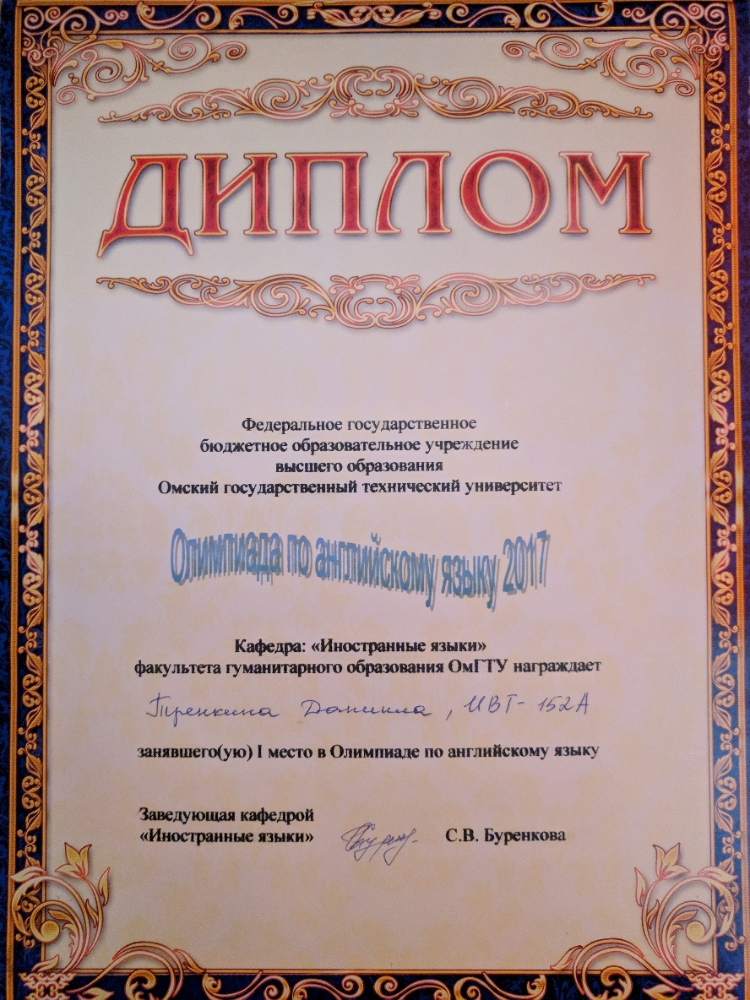 ДИПЛОМ
Федеральное государственное
бюджетное образовательное учреждение
высшего образования
Омский государственный технический университет
Олимпиада по английскому языку 2017
Кафедра: «Иностранные языки»
факультета гуманитарного образования ОмГТУ награждает
Тренкина Даниила, ИВТ-152А
занявшего(ую) I место в Олимпиаде по английскому языку
Заведующая кафедрой
«Иностранные языки» С.В. Буренкова